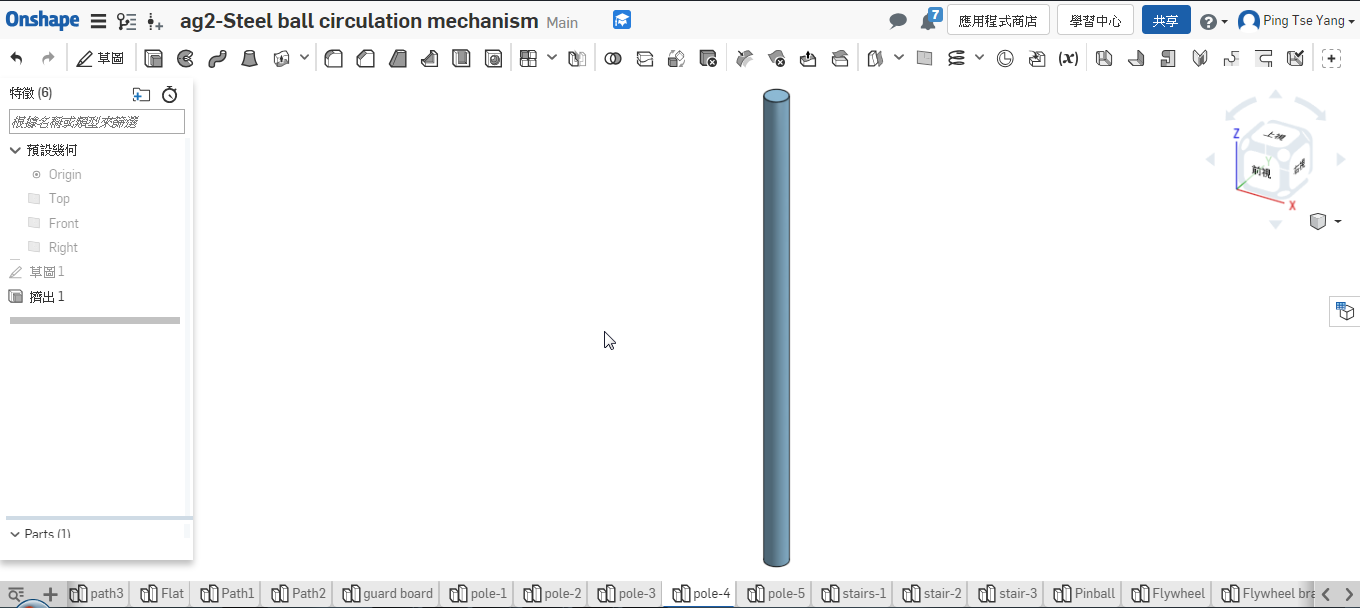 Onshape ag2-Steel ball circulation mechanism Main 7 應用程式商店 學習中心 共享 Ping Tse Yang
草圖 (x)
特徵 (6)
根據名稱或類型來篩選
預設幾何
Origin
Top
Front
Right
草圖 1
擠出 1
Parts (1)
Z
上視
前視
右視
X
path3 Flat Path1 Path2 guard board pole-1 pole-2 pole-3 pole-4 pole-5 stairs-1 stair-2 stair-3 Pinball Flywheel Flywheel bra